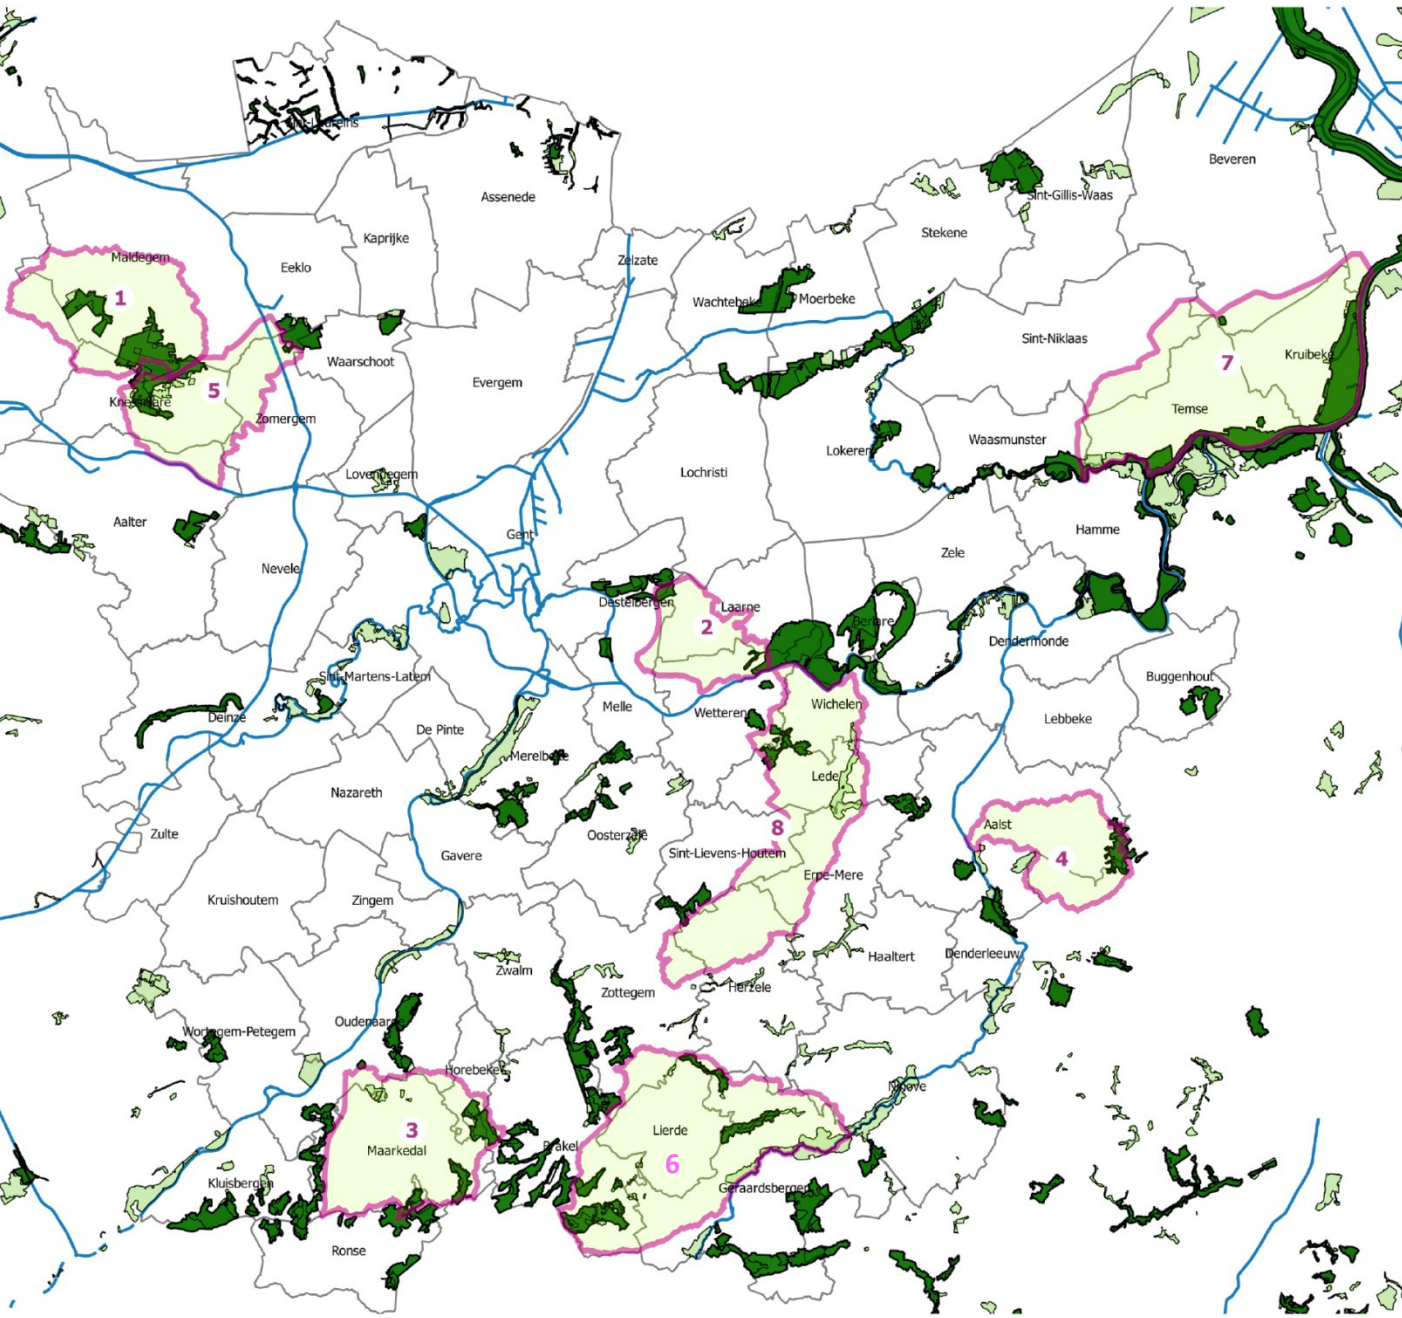 Sint-Laureins
Beveren
Assenede
Sint-Gillis-Waas
Kaprijke
Stekene
Maldegem
Eeklo
Zelzate
1
Wachtebeke
Moerbeke
Sint-Niklaas
Kruibeke
Waarschoot
7
Evergem
5
Knesselare
Zomergem
Temse
Waasmunster
Lokeren
Lochristi
Lovendegem
Aalter
Gent
Hamme
Zele
Nevele
Destelbergen
Laarne
2
Berlare
Dendermonde
Sint-Martens-Latem
Buggenhout
Deinze
Melle
Wetteren
Wichelen
Lebbeke
De Pinte
Merelbeke
Lede
Nazareth
Zulte
Oosterzele
8
Aalst
Gavere
Sint-Lievens-Houtem
4
Erpe-Mere
Kruishoutem
Zingem
Haaltert
Denderleeuw
Zwalm
Zottegem
Herzele
Oudenaarde
Wortegem-Petegem
Horebeke
Ninove
3
Lierde
Maarkedal
Brakel
6
Kluisbergen
Geraardsbergen
Ronse